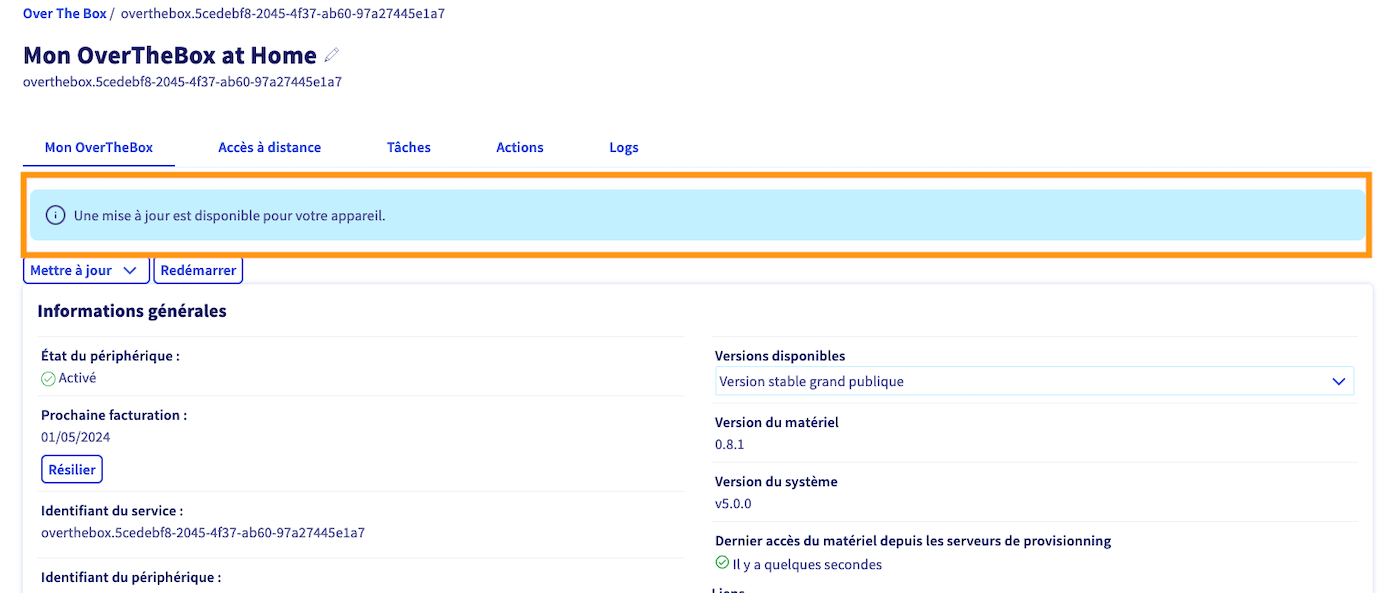 Over The Box / overthebox.5cedebf8-2045-4f37-ab60-97a27445e1a7
Mon OverTheBox at Home
overthebox.5cedebf8-2045-4f37-ab60-97a27445e1a7
Mon OverTheBox Accès à distance Tâches Actions Logs
Une mise à jour est disponible pour votre appareil.
Mettre à jour Redémarrer
Informations générales
État du périphérique :
Activé
Prochaine facturation :
01/05/2024
Résilier
Identifiant du service :
overthebox.5cedebf8-2045-4f37-ab60-97a27445e1a7
Identifiant du périphérique :
Versions disponibles
Version stable grand publique
Version du matériel
0.8.1
Version du système
v5.0.0
Dernier accès du matériel depuis les serveurs de provisionning
Il y a quelques secondes